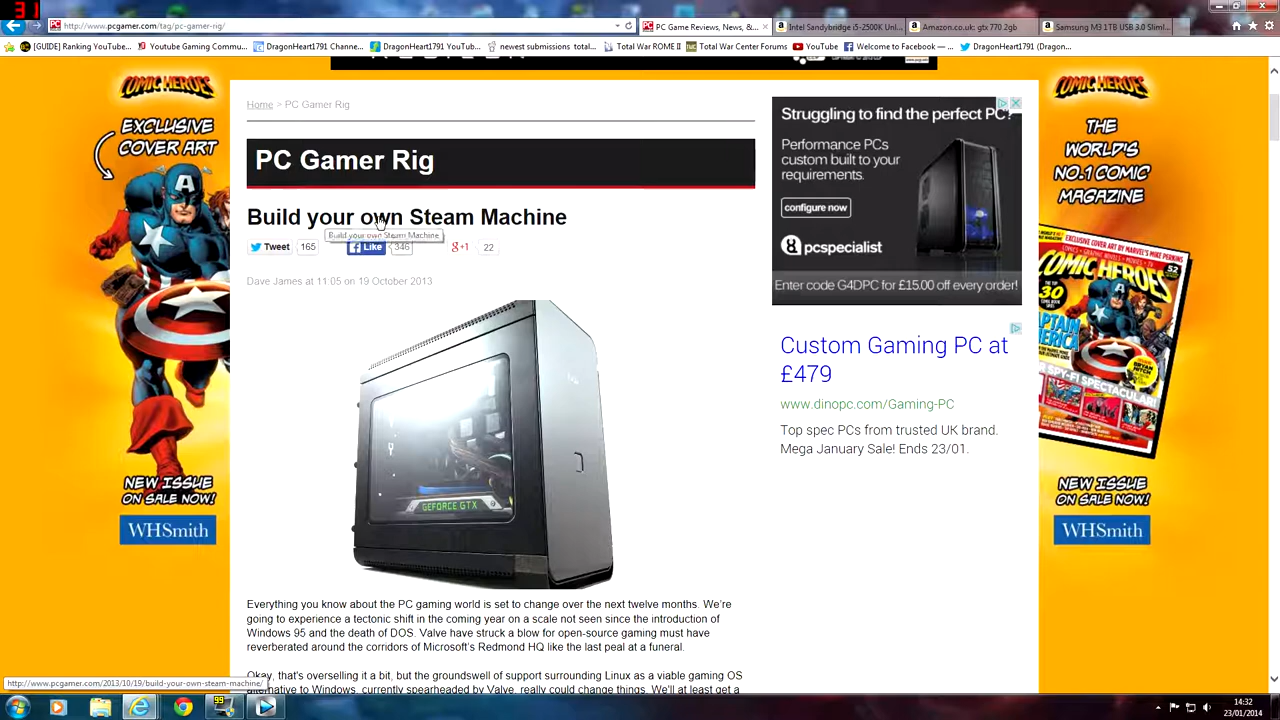 31
http://www.pcgamer.com/tag/pc-gamer-rig/
PC Game Reviews, News, &...
Intel Sandybridge i5-2500K Unl...
Amazon.co.uk: gtx 770 2gb
Samsung M3 1TB USB 3.0 Sliml...
[GUIDE] Ranking YouTube...
Youtube Gaming Commu...
DragonHeart1791 Channe...
DragonHeart1791 YouTub...
newest submissions total...
Total War ROME II
Total War Center Forums
YouTube
Welcome to Facebook — ...
DragonHeart1791 (Dragon...
COMIC HEROES
EXCLUSIVE
COVER ART
NEW ISSUE
ON SALE NOW!
WHSmith
Home > PC Gamer Rig
PC Gamer Rig
Build your own Steam Machine
Build your own Steam Machine
Tweet 165
Like 346
g+1 22
Dave James at 11:05 on 19 October 2013
GEFORCE GTX
Everything you know about the PC gaming world is set to change over the next twelve months. We're
going to experience a tectonic shift in the coming year on a scale not seen since the introduction of
Windows 95 and the death of DOS. Valve have struck a blow for open-source gaming must have
reverberated around the corridors of Microsoft's Redmond HQ like the last peal at a funeral.
Okay, that's overselling it a bit, but the groundswell of support surrounding Linux as a viable gaming OS
alternative to Windows, currently spearheaded by Valve, really could change things. We'll at least get a
Struggling to find the perfect PC?
Performance PCs
custom built to your
requirements.
configure now
pcspecialist
Enter code G4DPC for £15.00 off every order!
Custom Gaming PC at
£479
www.dinopc.com/Gaming-PC
Top spec PCs from trusted UK brand.
Mega January Sale! Ends 23/01.
COMIC HEROES
THE
WORLD'S
NO.1 COMIC
MAGAZINE
COMIC HEROES
TOP
30
CAPTAIN
AMERICA
NEW ISSUE
ON SALE NOW!
WHSmith
http://www.pcgamer.com/2013/10/19/build-your-own-steam-machine/
99
14:32
23/01/2014